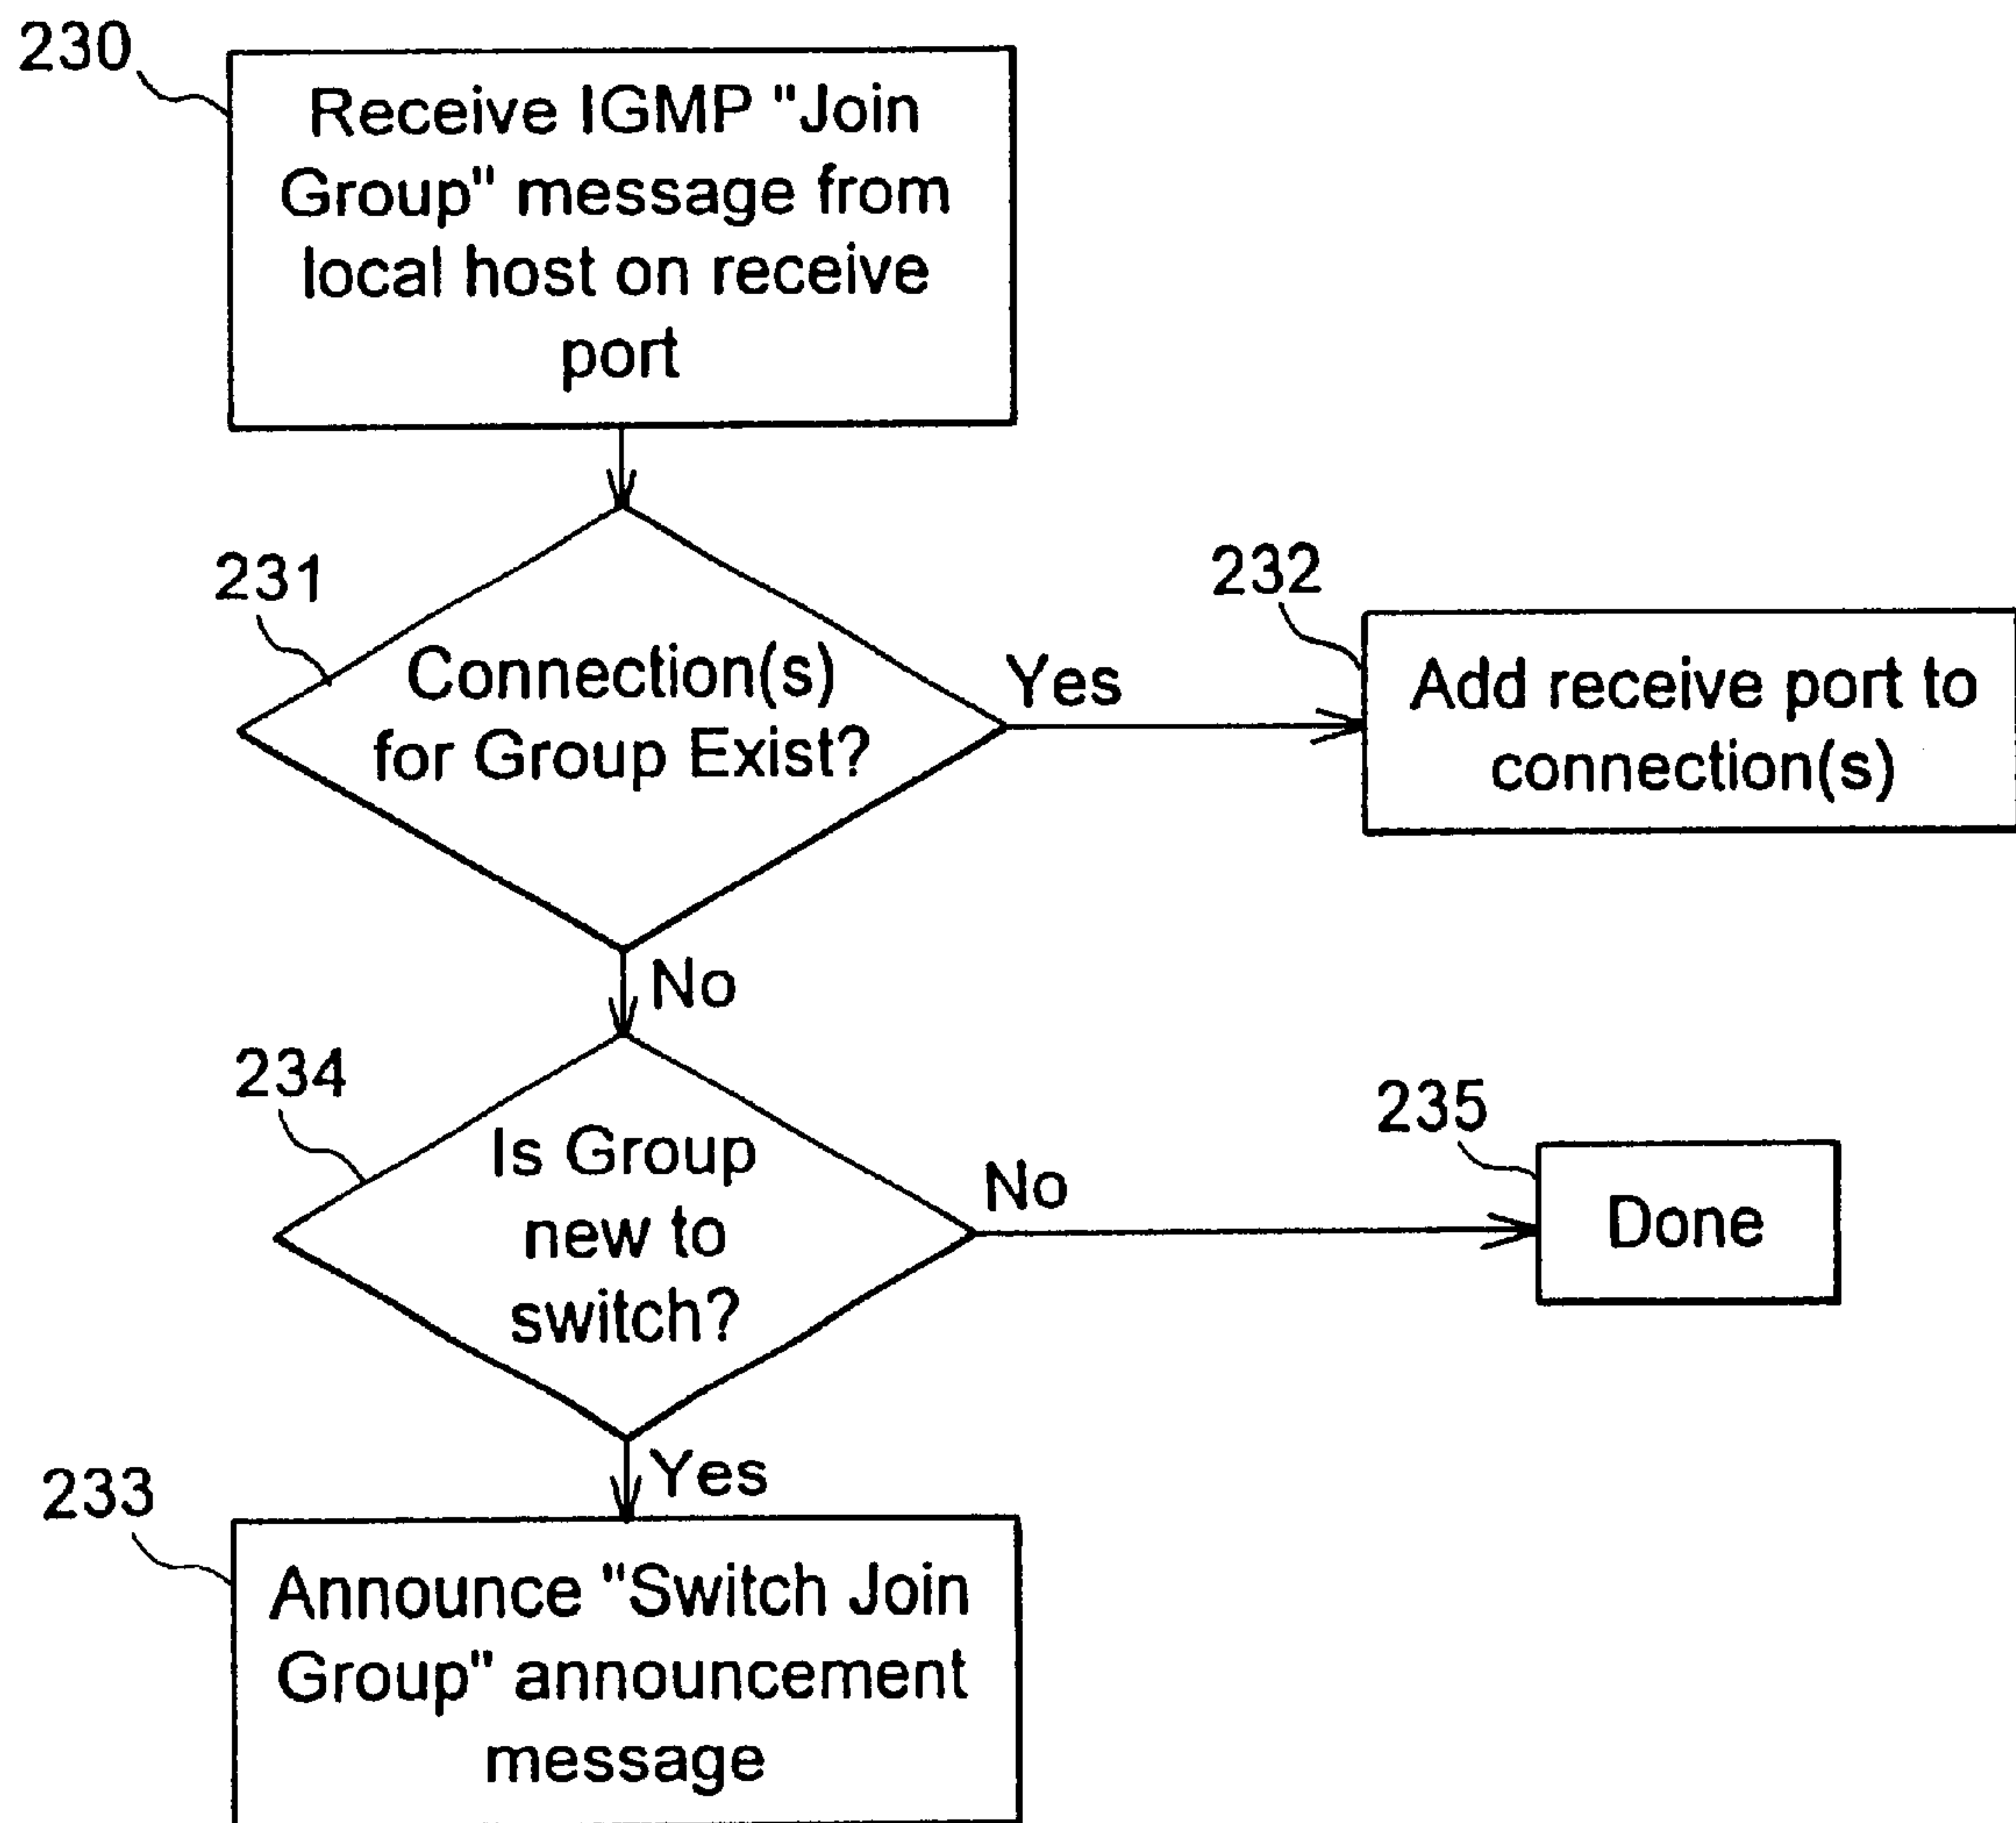 230
Receive IGMP "Join
Group" message from
local host on receive
port
231
Connection(s)
for Group Exist?
Yes
232
Add receive port to
connection(s)
No
234
Is Group
new to
switch?
No
235
Done
Yes
233
Announce "Switch Join
Group" announcement
message